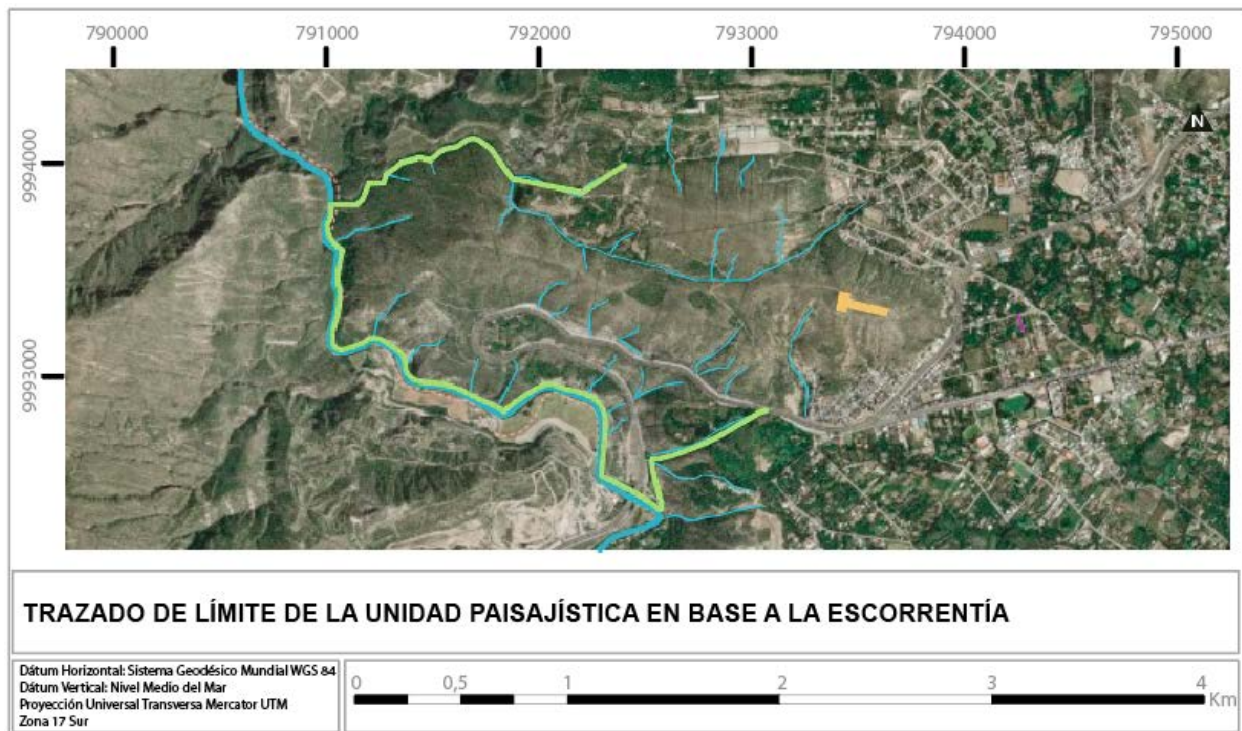 790000 791000 792000 793000 794000 795000
N
9994000
9993000
TRAZADO DE LÍMITE DE LA UNIDAD PAISAJÍSTICA EN BASE A LA ESCORRENTÍA
Dátum Horizontal: Sistema Geodésico Mundial WGS 84
Dátum Vertical: Nivel Medio del Mar
Proyección Universal Transversa Mercator UTM
Zona 17 Sur
0 0,5 1 2 3 4
Km